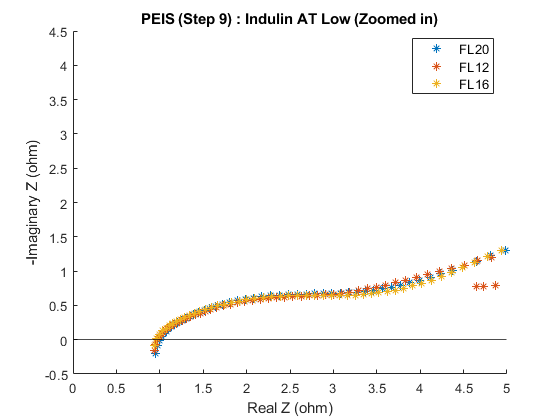 PEIS (Step 9) : Indulin AT Low (Zoomed in)
4.5
4
3.5
3
2.5
2
1.5
1
0.5
0
-0.5
-Imaginary Z (ohm)
FL20
FL12
FL16
0 0.5 1 1.5 2 2.5 3 3.5 4 4.5 5
Real Z (ohm)